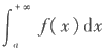 ∫_a^{+∞} f(x)dx